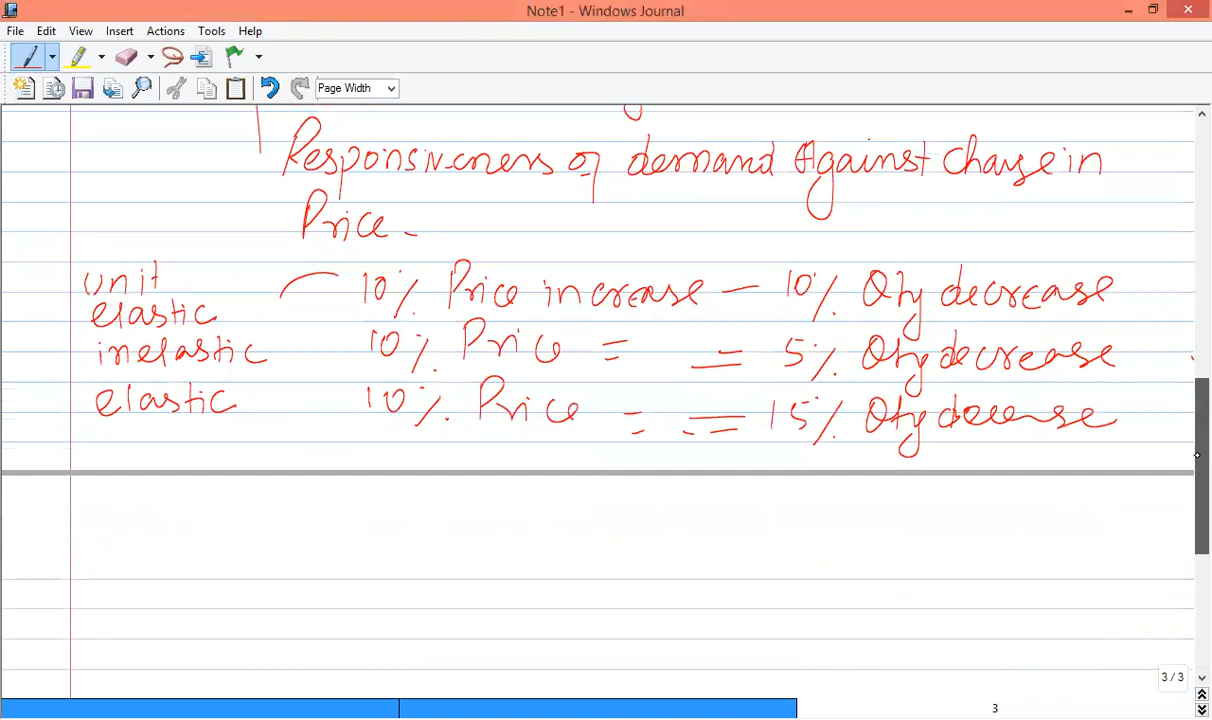 Note1 - Windows Journal
File Edit View Insert Actions Tools Help
Page Width
Responsiveness of demand Against Change in
Price -
unit elastic 10% Price increase - 10% Qty decrease
inelastic 10% Price = = 5% Qty decrease
elastic 10% Price = = 15% Qty decrease
3 / 3
3